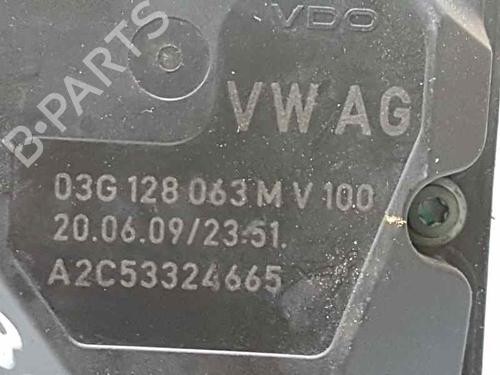 VDO
VW AG
03G 128 063 M V 100
20.06.09/23:51.
A2C53324665
B-PARTS